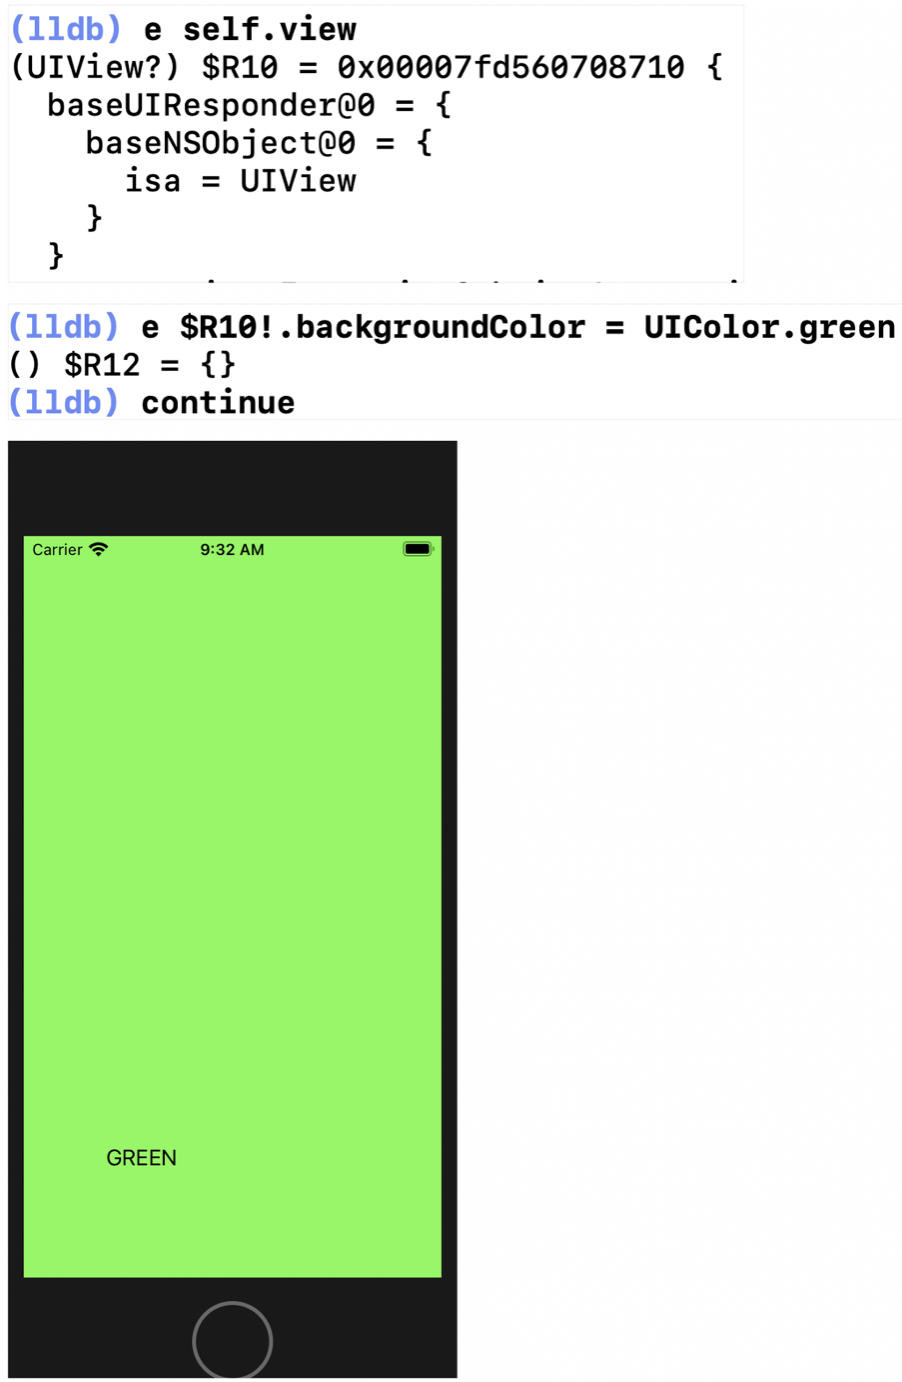 (lldb) e self.view
(UIView?) $R10 = 0x00007fd560708710 {
  baseUIResponder@0 = {
    baseNSObject@0 = {
      isa = UIView
    }
  }
(lldb) e $R10!.backgroundColor = UIColor.green
() $R12 = {}
(lldb) continue
Carrier 9:32 AM
GREEN